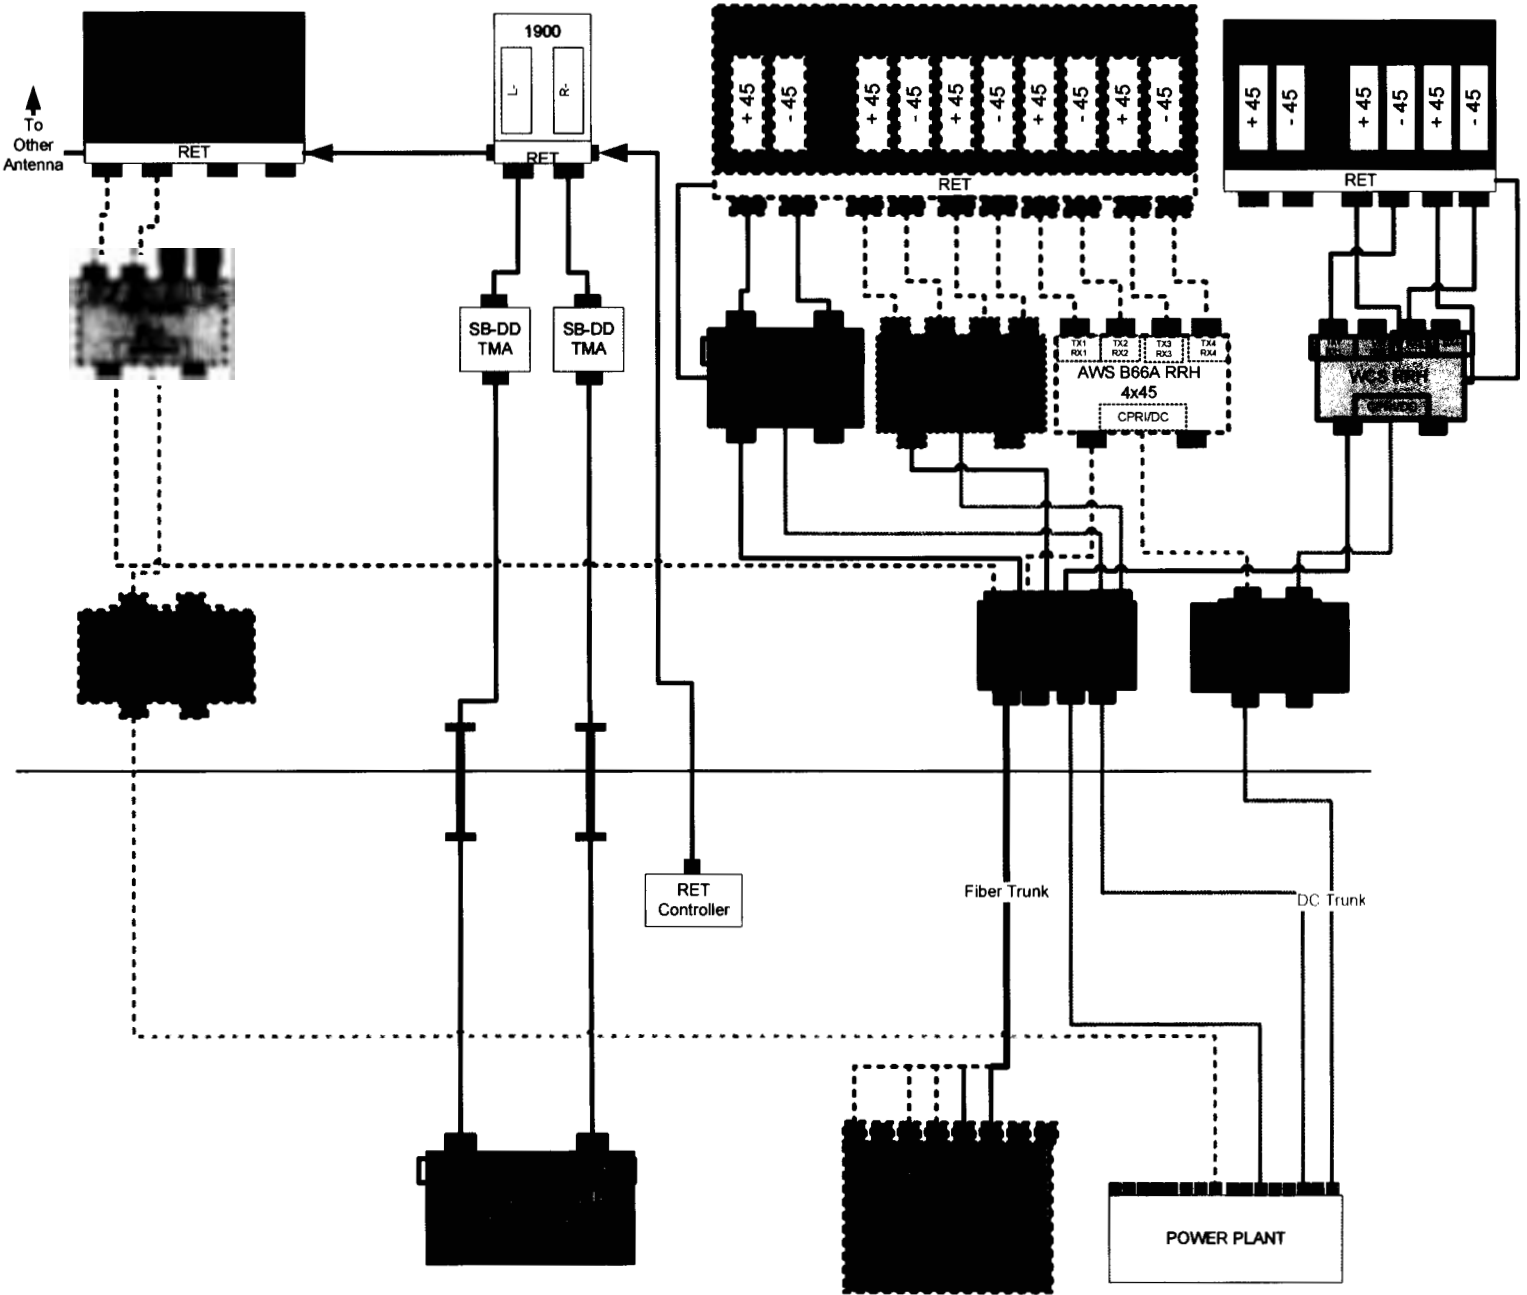 1900
L-
R-
+ 45
- 45
+ 45
- 45
+ 45
- 45
+ 45
- 45
+ 45
- 45
+ 45
- 45
+ 45
- 45
+ 45
- 45
To
Other
Antenna
RET
RET
RET
RET
SB-DD
TMA
SB-DD
TMA
TX1
RX1
TX2
RX2
TX3
RX3
TX4
RX4
AWS B66A RRH
4x45
CPRI/DC
WCS RRH
RET
Controller
Fiber Trunk
DC Trunk
POWER PLANT